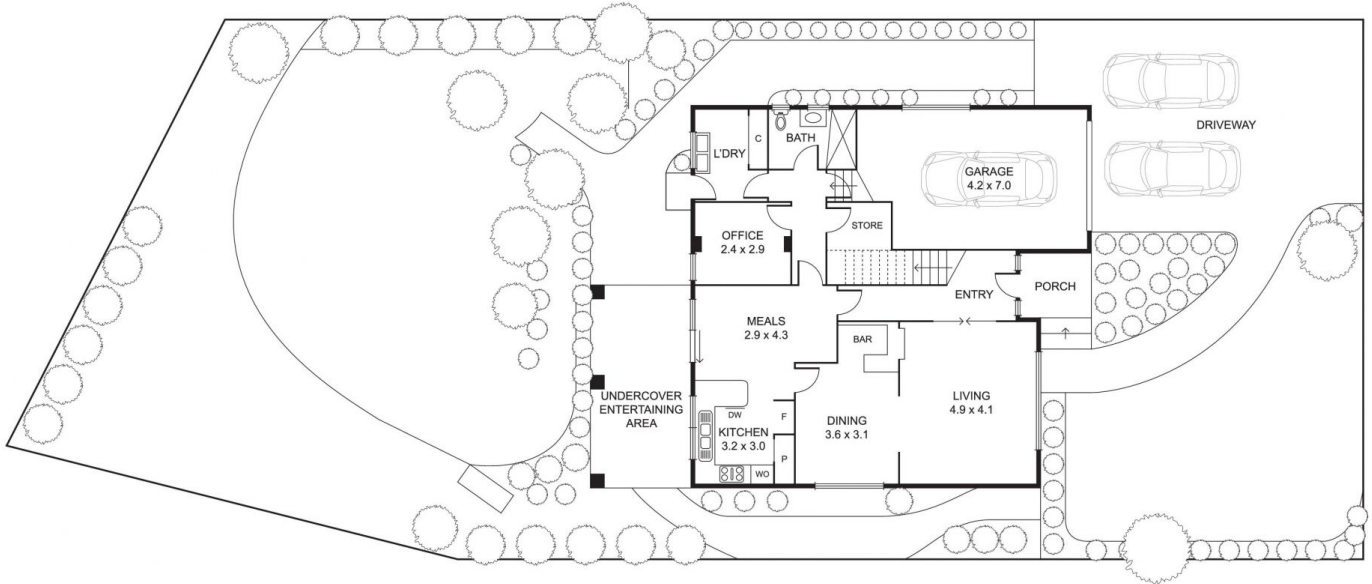 DRIVEWAY
C
BATH
L'DRY
GARAGE
4.2 x 7.0
STORE
OFFICE
2.4 x 2.9
PORCH
ENTRY
MEALS
2.9 x 4.3
BAR
UNDERCOVER
ENTERTAINING
AREA
LIVING
4.9 x 4.1
DW
F
KITCHEN
3.2 x 3.0
DINING
3.6 x 3.1
P
WO